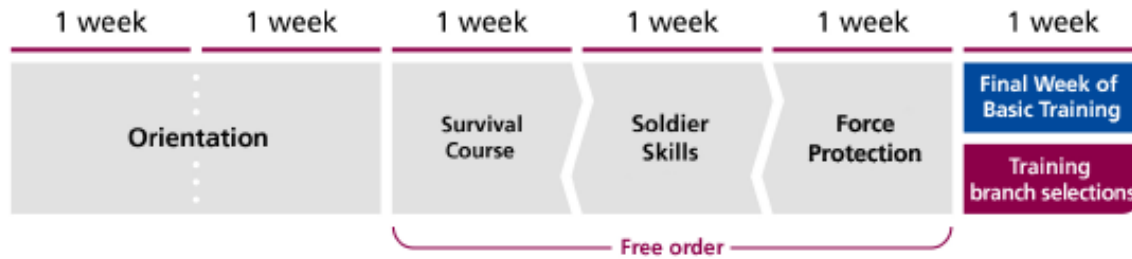 1 week 1 week 1 week 1 week 1 week 1 week
Orientation
Survival
Course
Soldier
Skills
Force
Protection
Final Week of
Basic Training
Training
branch selections
Free order